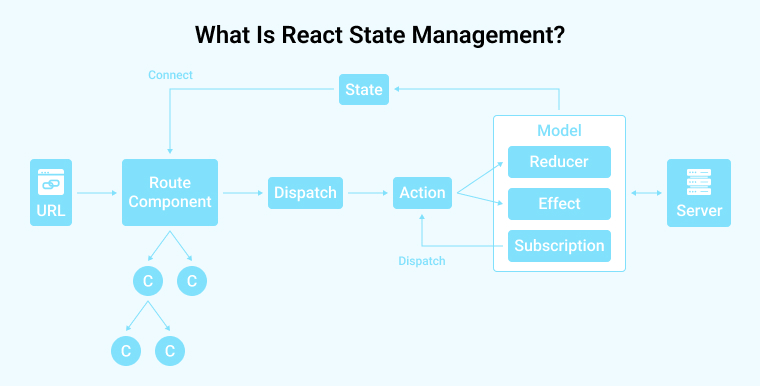 What Is React State Management?
Connect
State
Model
Reducer
Route
Component
URL
Dispatch
Action
Effect
Server
Subscription
Dispatch
C
C
C
C